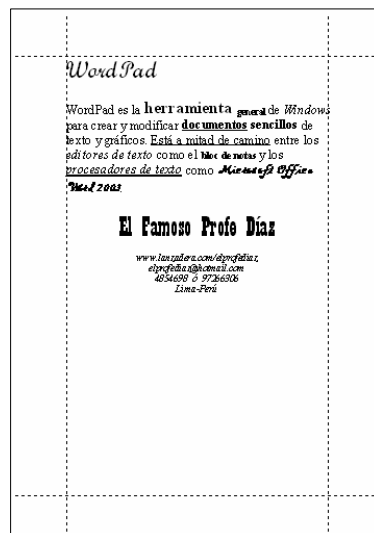 WordPad
WordPad es la herramienta general de Windows
para crear y modificar documentos sencillos de
texto y gráficos. Está a mitad de camino entre los
editores de texto como el bloc de notas y los
procesadores de texto como Microsoft Office
Word 2003.
El Famoso Profe Díaz
www.lanzadera.com/elprofediaz
elprofediaz@hotmail.com
4854698 ó 97266306
Lima-Perú